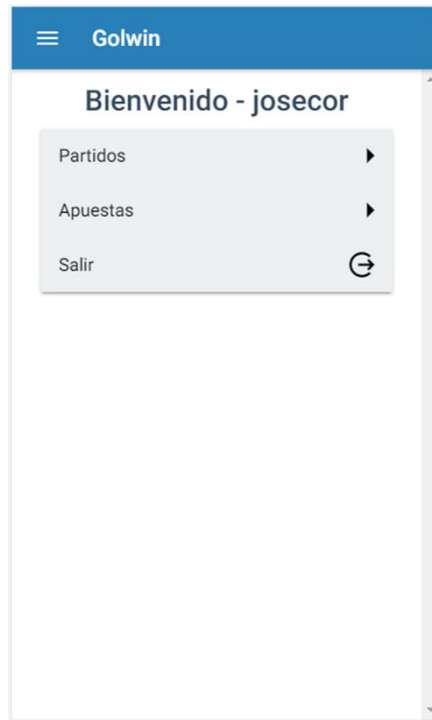 Golwin
Bienvenido - josecor
Partidos
Apuestas
Salir